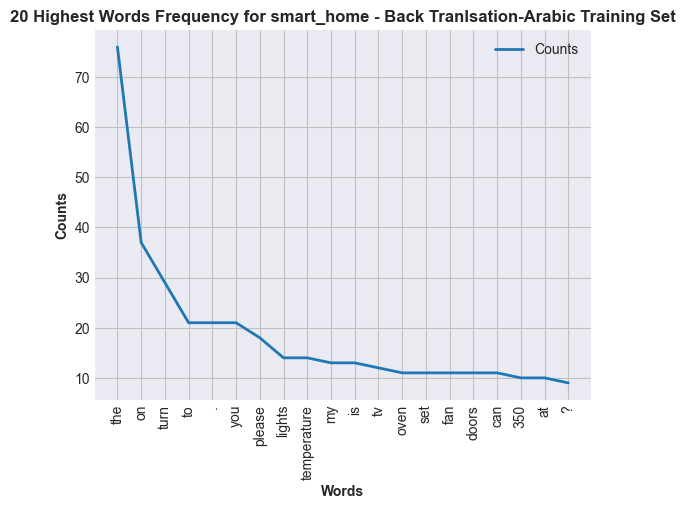 20 Highest Words Frequency for smart_home - Back Tranlsation-Arabic Training Set
Counts
Counts
70
60
50
40
30
20
10
the
on
turn
to
.
you
please
lights
temperature
my
is
tv
oven
set
fan
doors
can
350
at
?
Words